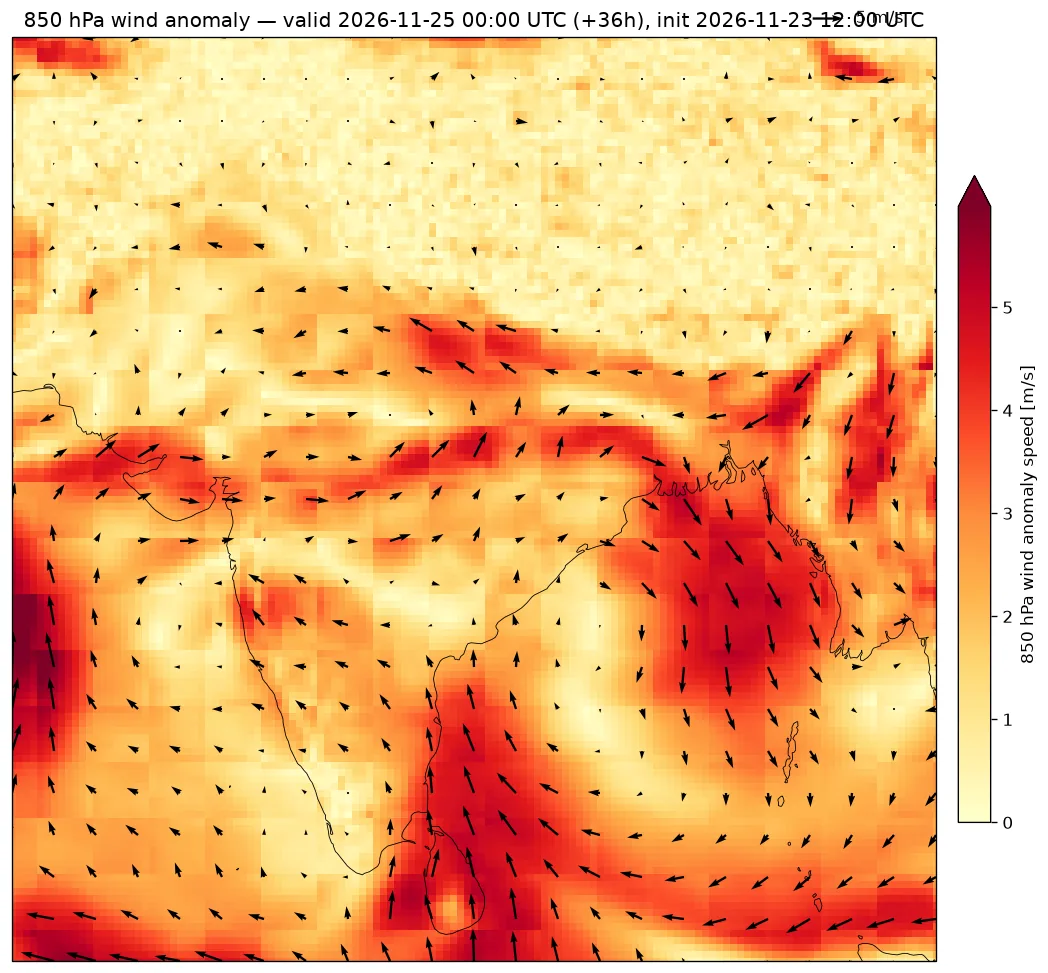 850 hPa wind anomaly — valid 2026-11-25 00:00 UTC (+36h), init 2026-11-23 12:00 UTC
5 m/s
5
4
3
2
1
0
850 hPa wind anomaly speed [m/s]